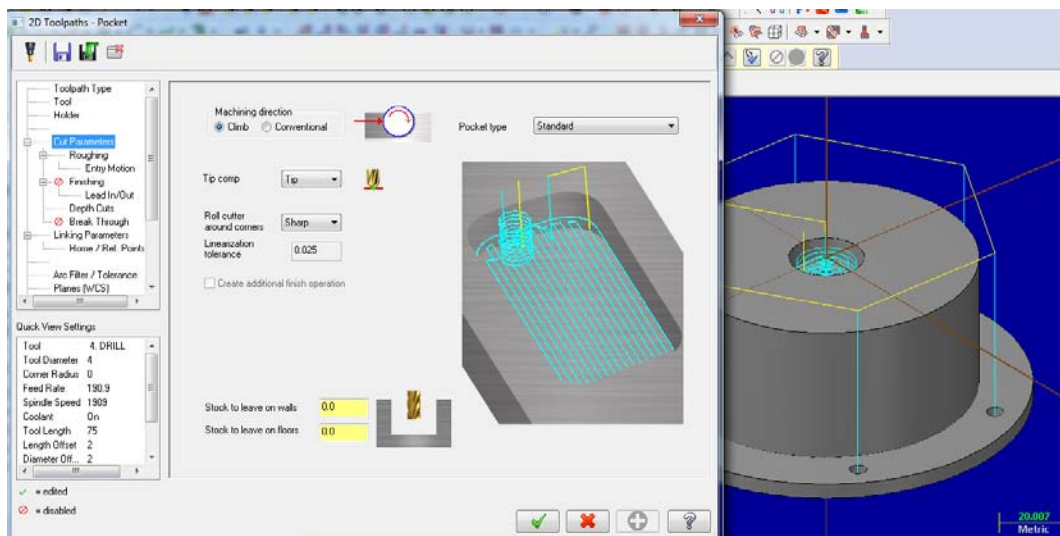 2D Toolpaths - Pocket
Toolpath Type
Tool
Holder
Cut Parameters
Roughing
Entry Motion
Finishing
Lead In/Out
Depth Cuts
Break Through
Linking Parameters
Home / Ref. Points
Arc Filter / Tolerance
Planes (WCS)
Quick View Settings
Tool 4. DRILL
Tool Diameter 4
Corner Radius 0
Feed Rate 190.9
Spindle Speed 1909
Coolant On
Tool Length 75
Length Offset 2
Diameter Off... 2
= edited
= disabled
Machining direction
Climb Conventional
Pocket type Standard
Tip comp Tip
Roll cutter
around corners Sharp
Linearization
tolerance 0.025
Create additional finish operation
Stock to leave on walls 0.0
Stock to leave on floors 0.0
20.007
Metric